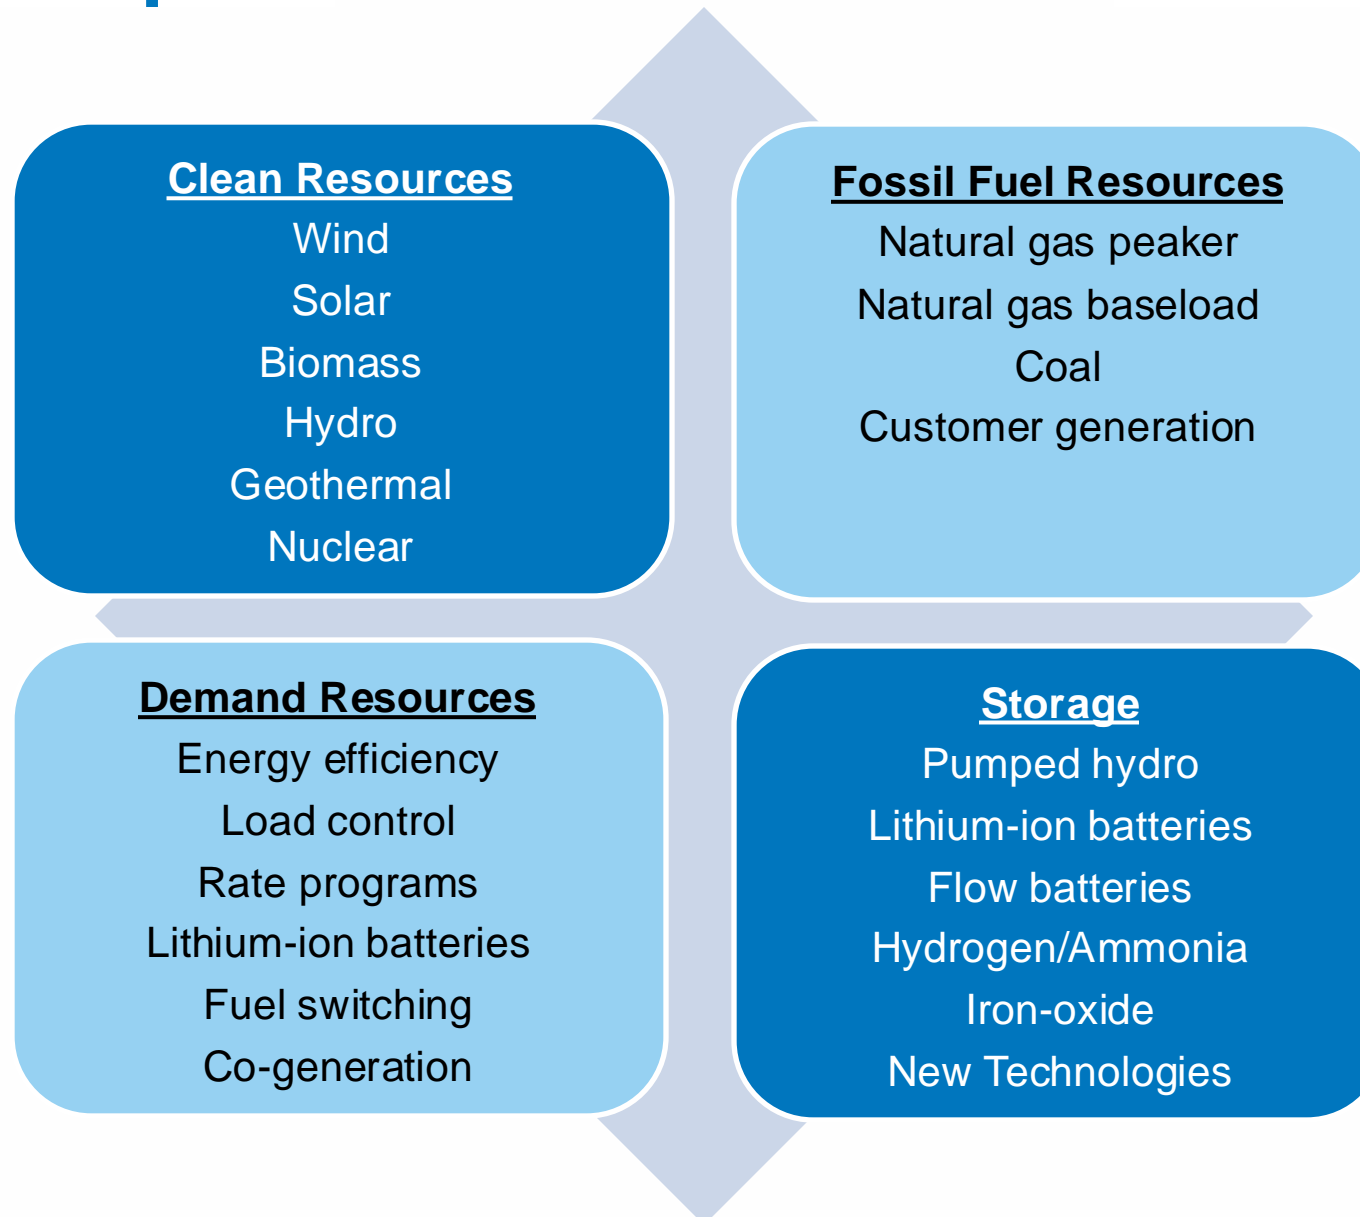 Clean Resources
Wind
Solar
Biomass
Hydro
Geothermal
Nuclear
Fossil Fuel Resources
Natural gas peaker
Natural gas baseload
Coal
Customer generation
Demand Resources
Energy efficiency
Load control
Rate programs
Lithium-ion batteries
Fuel switching
Co-generation
Storage
Pumped hydro
Lithium-ion batteries
Flow batteries
Hydrogen/Ammonia
Iron-oxide
New Technologies